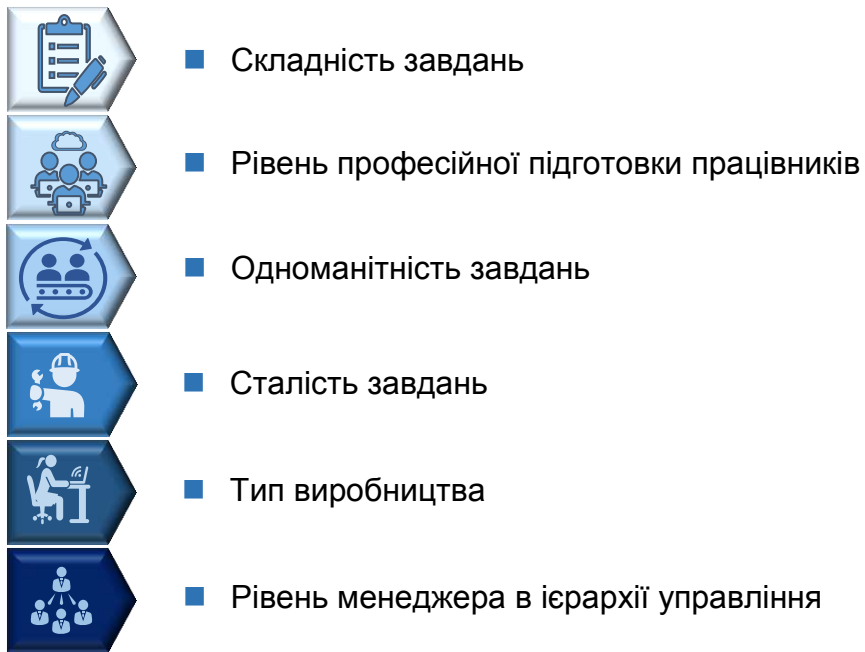 Складність завдань
Рівень професійної підготовки працівників
Одноманітність завдань
Сталість завдань
Тип виробництва
Рівень менеджера в ієрархії управління